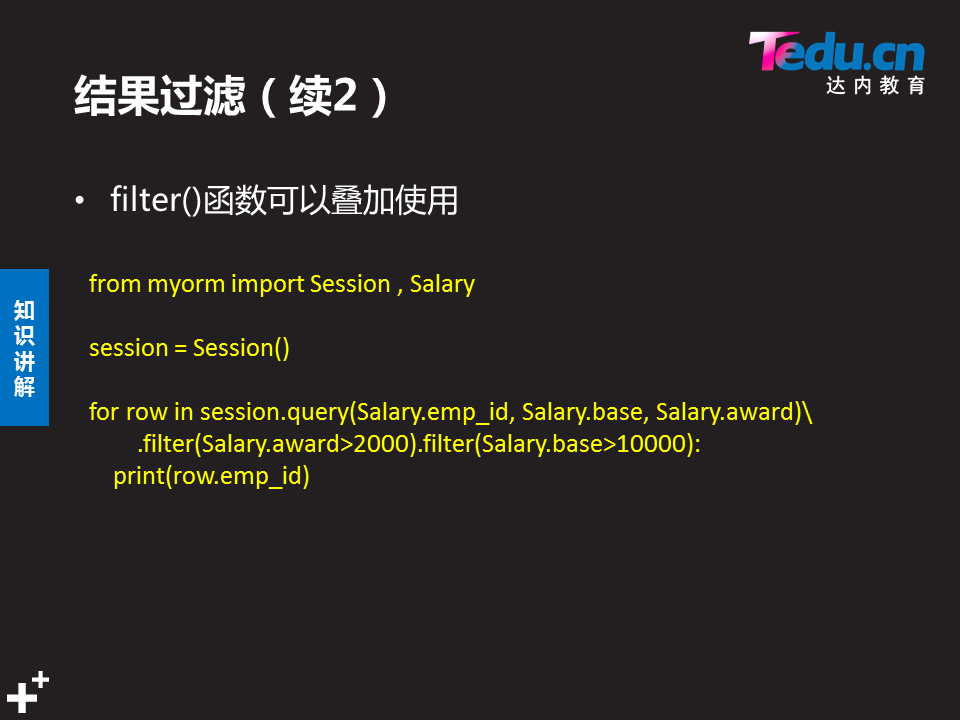 Tedu.cn
达内教育
结果过滤（续2）
• filter()函数可以叠加使用
from myorm import Session , Salary
session = Session()
for row in session.query(Salary.emp_id, Salary.base, Salary.award)\
.filter(Salary.award>2000).filter(Salary.base>10000):
print(row.emp_id)
知
识
讲
解